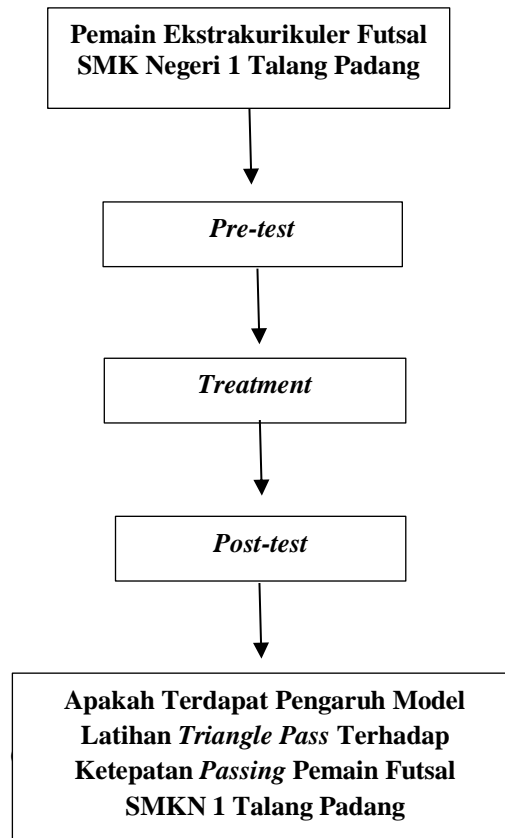 Pemain Ekstrakurikuler Futsal
SMK Negeri 1 Talang Padang
Pre-test
Treatment
Post-test
Apakah Terdapat Pengaruh Model
Latihan Triangle Pass Terhadap
Ketepatan Passing Pemain Futsal
SMKN 1 Talang Padang